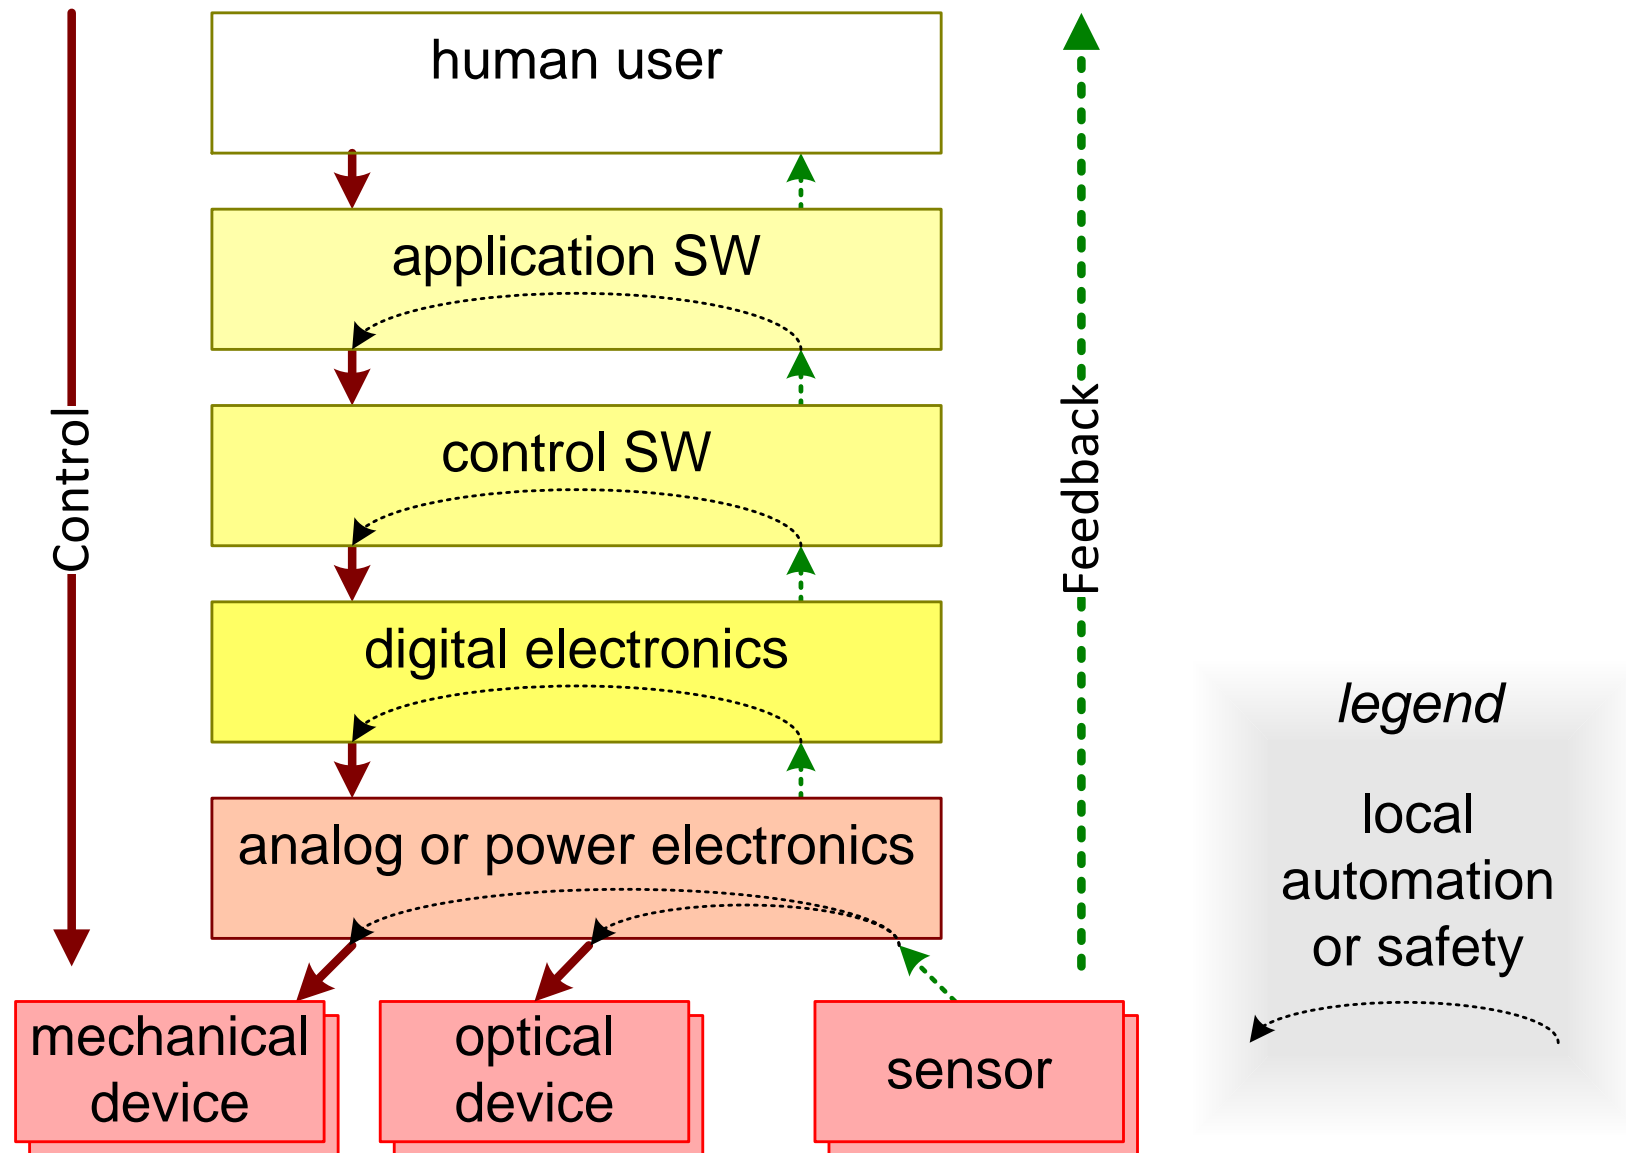 human user
application SW
control SW
digital electronics
analog or power electronics
mechanical
device
optical
device
sensor
Control
Feedback
legend
local
automation
or safety